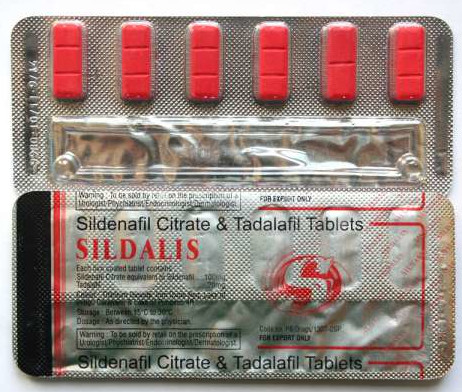 Warning : To be sold by retail on the prescription of a
Urologist/Phychiatrist/Endocrinologist/Dermatologist.
FOR EXPORT ONLY
Sildenafil Citrate & Tadalafil Tablets
SILDALIS
Each box coated tablet contains:
Sildenafil Citrate equivalent to Sildenafil 100mg
Tadalafil 20mg
Storage : Between 15°C to 30°C
Dosage : As directed by the physician.
Warning : To be sold by retail on the prescription of a
Urologist/Phychiatrist/Endocrinologist/Dermatologist.
FOR EXPORT ONLY
Sildenafil Citrate & Tadalafil Tablets